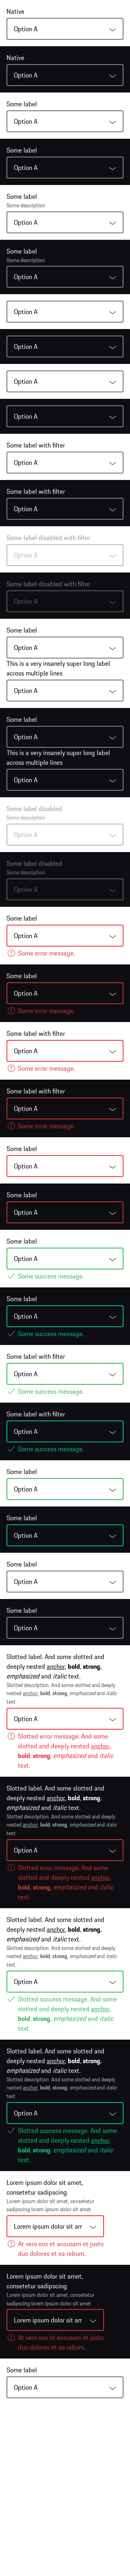 Native
Option A
Native
Option A
Some label
Option A
Some label
Option A
Some label
Some description
Option A
Some label
Some description
Option A
Option A
Option A
Option A
Option A
Some label with filter
Option A
Some label with filter
Option A
Some label disabled with filter
Option A
Some label disabled with filter
Option A
Some label
Option A
This is a very insanely super long label
across multiple lines
Option A
Some label
Option A
This is a very insanely super long label
across multiple lines
Option A
Some label disabled
Some description
Option A
Some label disabled
Some description
Option A
Some label
Option A
Some error message.
Some label
Option A
Some error message.
Some label with filter
Option A
Some error message.
Some label with filter
Option A
Some error message.
Some label
Option A
Some label
Option A
Some label
Option A
Some success message.
Some label
Option A
Some success message.
Some label with filter
Option A
Some success message.
Some label with filter
Option A
Some success message.
Some label
Option A
Some label
Option A
Some label
Option A
Some label
Option A
Slotted label. And some slotted and
deeply nested anchor, bold, strong,
emphasized and italic text.
Slotted description. And some slotted and deeply
nested anchor, bold, strong, emphasized and italic
text.
Option A
Slotted error message. And some
slotted and deeply nested anchor,
bold, strong, emphasized and italic
text.
Slotted label. And some slotted and
deeply nested anchor, bold, strong,
emphasized and italic text.
Slotted description. And some slotted and deeply
nested anchor, bold, strong, emphasized and italic
text.
Option A
Slotted error message. And some
slotted and deeply nested anchor,
bold, strong, emphasized and italic
text.
Slotted label. And some slotted and
deeply nested anchor, bold, strong,
emphasized and italic text.
Slotted description. And some slotted and deeply
nested anchor, bold, strong, emphasized and italic
text.
Option A
Slotted success message. And some
slotted and deeply nested anchor,
bold, strong, emphasized and italic
text.
Slotted label. And some slotted and
deeply nested anchor, bold, strong,
emphasized and italic text.
Slotted description. And some slotted and deeply
nested anchor, bold, strong, emphasized and italic
text.
Option A
Slotted success message. And some
slotted and deeply nested anchor,
bold, strong, emphasized and italic
text.
Lorem ipsum dolor sit amet,
consetetur sadipscing
Lorem ipsum dolor sit amet, consetetur
sadipscing lorem ipsum dolor sit amet
Lorem ipsum dolor sit am
At vero eos et accusam et justo
duo dolores et ea rebum.
Lorem ipsum dolor sit amet,
consetetur sadipscing
Lorem ipsum dolor sit amet, consetetur
sadipscing lorem ipsum dolor sit amet
Lorem ipsum dolor sit am
At vero eos et accusam et justo
duo dolores et ea rebum.
Some label
Option A